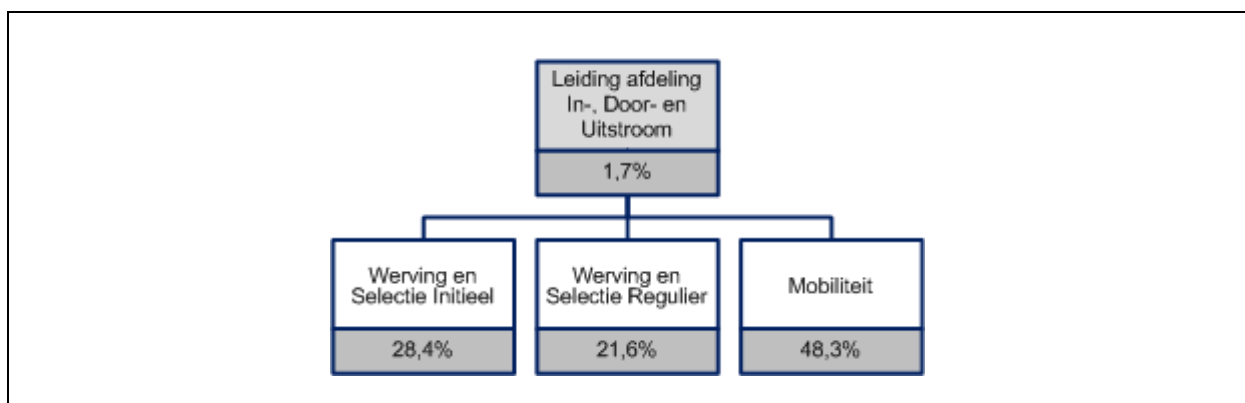 Leiding afdeling
In-, Door- en
Uitstroom
1,7%
Werving en
Selectie Initieel
28,4%
Werving en
Selectie Regulier
21,6%
Mobiliteit
48,3%